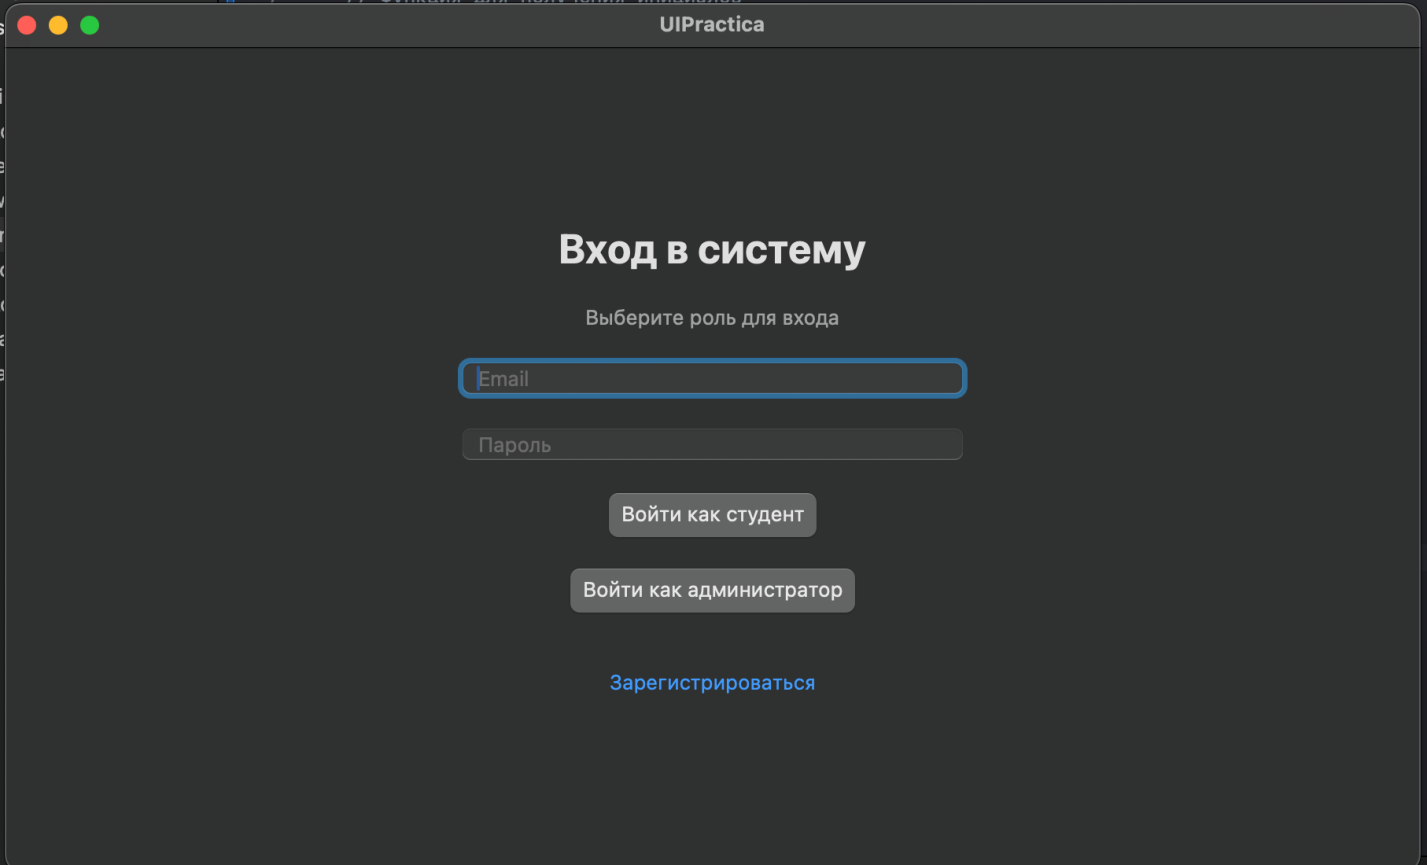 UIPractica
Вход в систему
Выберите роль для входа
Email
Пароль
Войти как студент
Войти как администратор
Зарегистрироваться